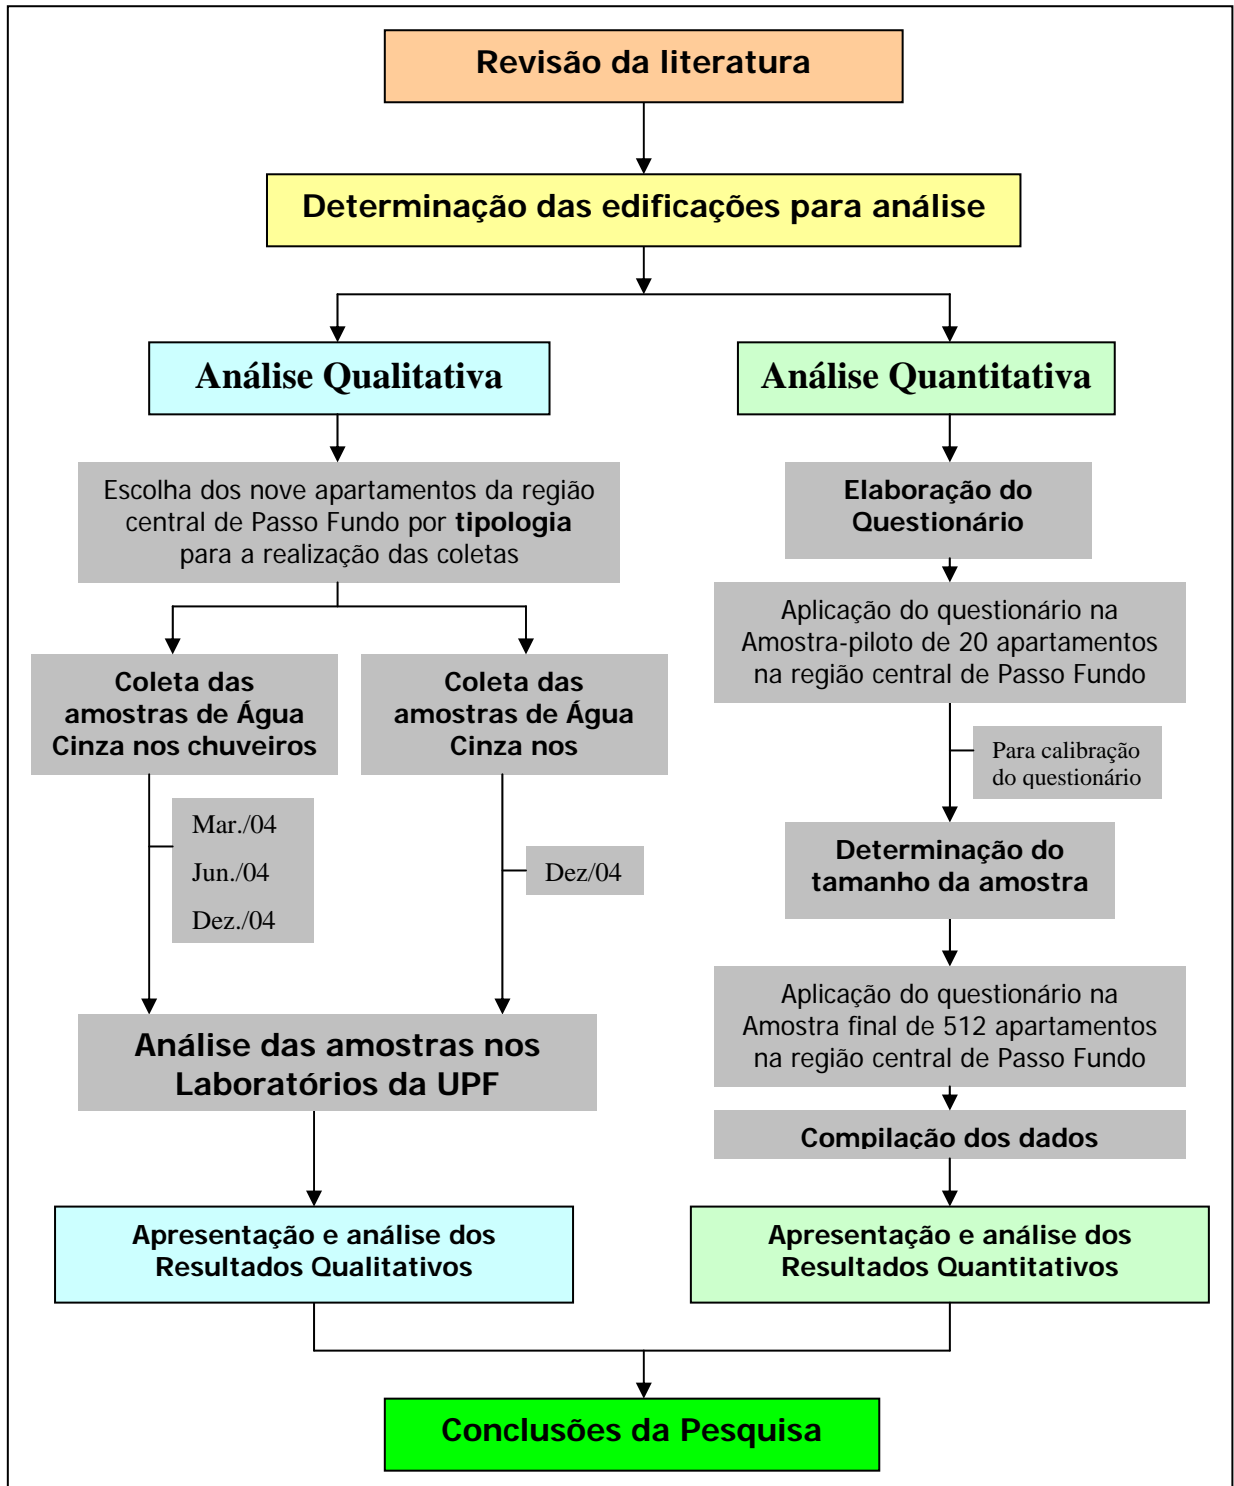 Revisão da literatura
Determinação das edificações para análise
Análise Qualitativa
Escolha dos nove apartamentos da região
central de Passo Fundo por tipologia
para a realização das coletas
Coleta das
amostras de Água
Cinza nos chuveiros
Mar./04
Jun./04
Dez./04
Coleta das
amostras de Água
Cinza nos
Dez/04
Análise das amostras nos
Laboratórios da UPF
Apresentação e análise dos
Resultados Qualitativos
Análise Quantitativa
Elaboração do
Questionário
Aplicação do questionário na
Amostra-piloto de 20 apartamentos
na região central de Passo Fundo
Para calibração
do questionário
Determinação do
tamanho da amostra
Aplicação do questionário na
Amostra final de 512 apartamentos
na região central de Passo Fundo
Compilação dos dados
Apresentação e análise dos
Resultados Quantitativos
Conclusões da Pesquisa